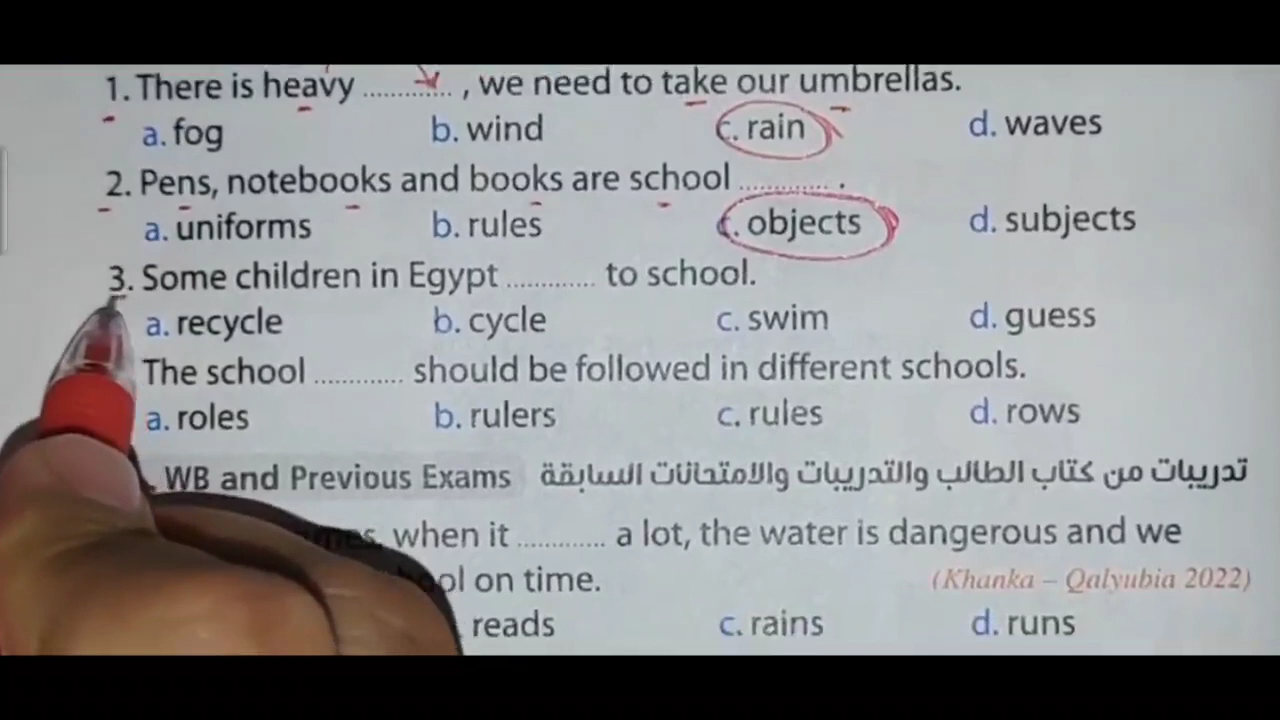 1. There is heavy ............ , we need to take our umbrellas.
a. fog b. wind c. rain d. waves
2. Pens, notebooks and books are school ............ .
a. uniforms b. rules c. objects d. subjects
3. Some children in Egypt ............ to school.
a. recycle b. cycle c. swim d. guess
The school ............ should be followed in different schools.
a. roles b. rulers c. rules d. rows
WB and Previous Exams تدريبات من كتاب الطالب والتدريبات والامتحانات السابقة
when it ............ a lot, the water is dangerous and we
on time. (Khanka – Qalyubia 2022)
reads c. rains d. runs